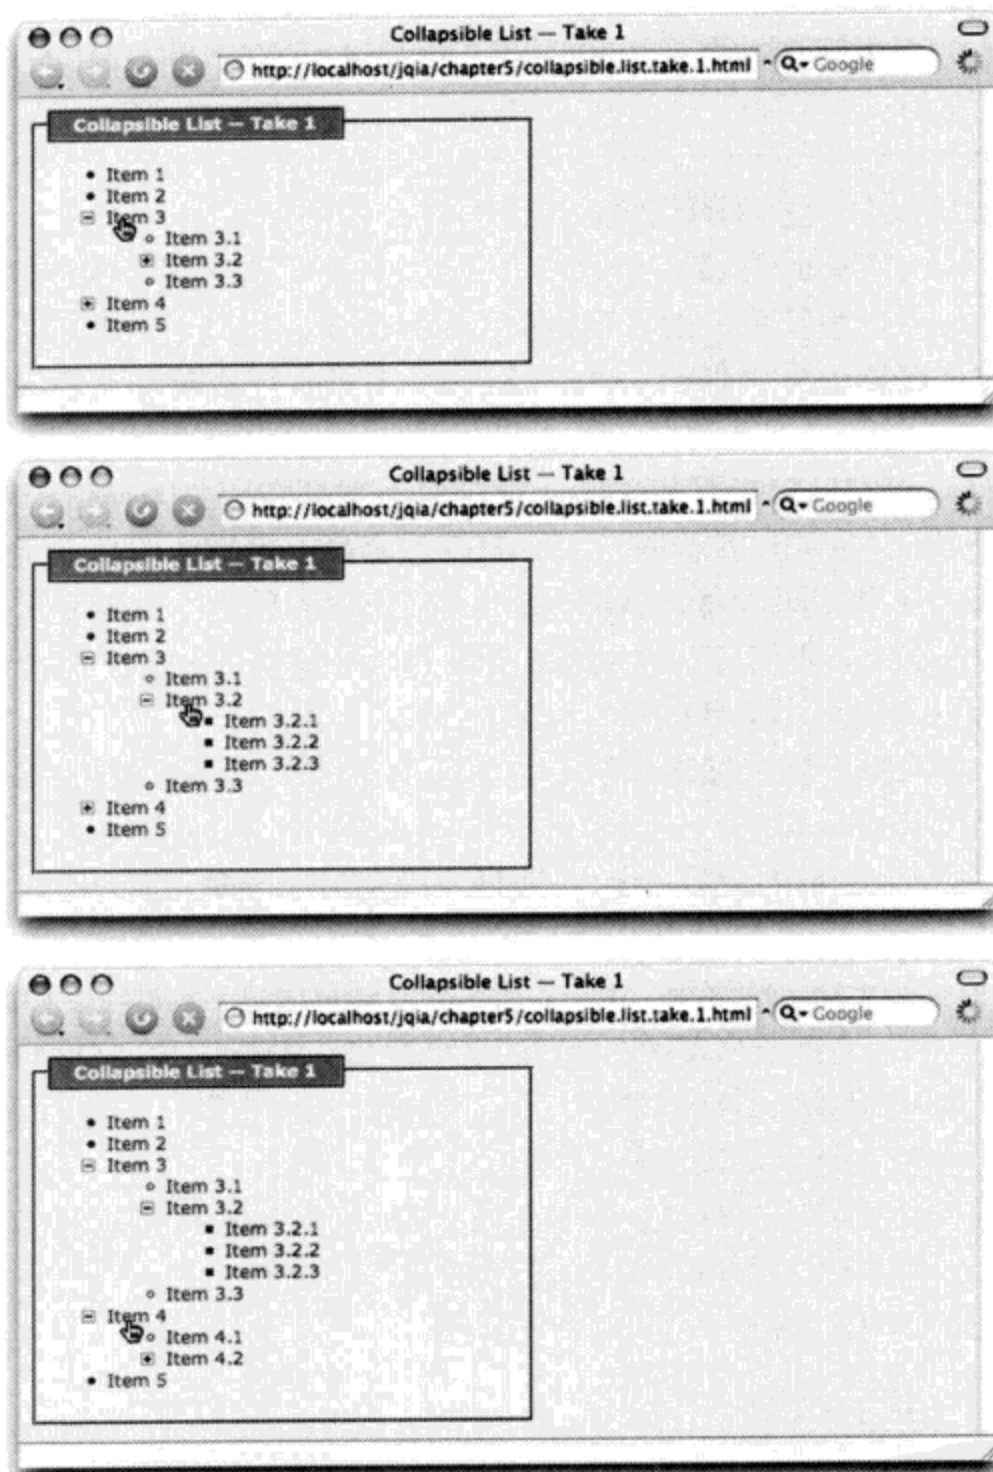 Collapsible List — Take 1
http://localhost/jqia/chapter5/collapsible.list.take.1.html
Google
Collapsible List — Take 1
Item 1
Item 2
Item 3
Item 3.1
Item 3.2
Item 3.3
Item 4
Item 5
Collapsible List — Take 1
http://localhost/jqia/chapter5/collapsible.list.take.1.html
Google
Collapsible List — Take 1
Item 1
Item 2
Item 3
Item 3.1
Item 3.2
Item 3.2.1
Item 3.2.2
Item 3.2.3
Item 3.3
Item 4
Item 5
Collapsible List — Take 1
http://localhost/jqia/chapter5/collapsible.list.take.1.html
Google
Collapsible List — Take 1
Item 1
Item 2
Item 3
Item 3.1
Item 3.2
Item 3.2.1
Item 3.2.2
Item 3.2.3
Item 3.3
Item 4
Item 4.1
Item 4.2
Item 5